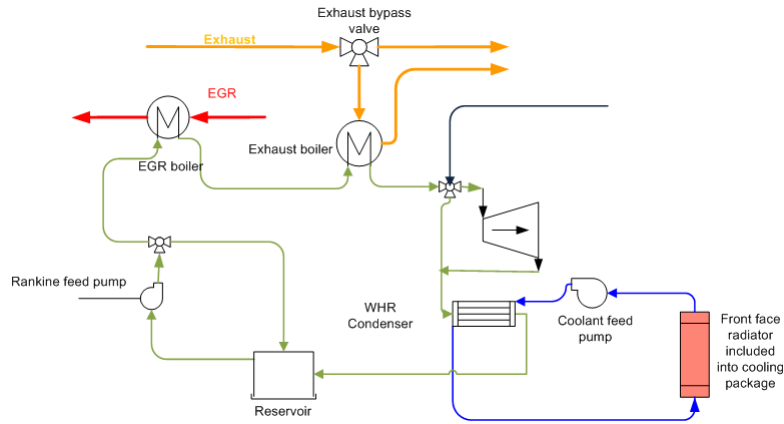 Exhaust bypass
valve
Exhaust
EGR
EGR boiler
Exhaust boiler
Rankine feed pump
WHR
Condenser
Coolant feed
pump
Front face
radiator
included
into cooling
package
Reservoir